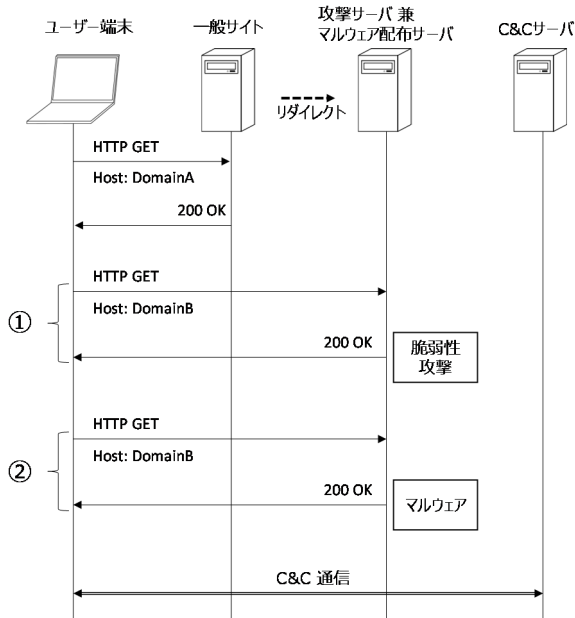 ユーザー端末
一般サイト
攻撃サーバ 兼
マルウェア配布サーバ
C&Cサーバ
リダイレクト
HTTP GET
Host: DomainA
200 OK
HTTP GET
Host: DomainB
①
200 OK
脆弱性
攻撃
HTTP GET
Host: DomainB
②
200 OK
マルウェア
C&C 通信